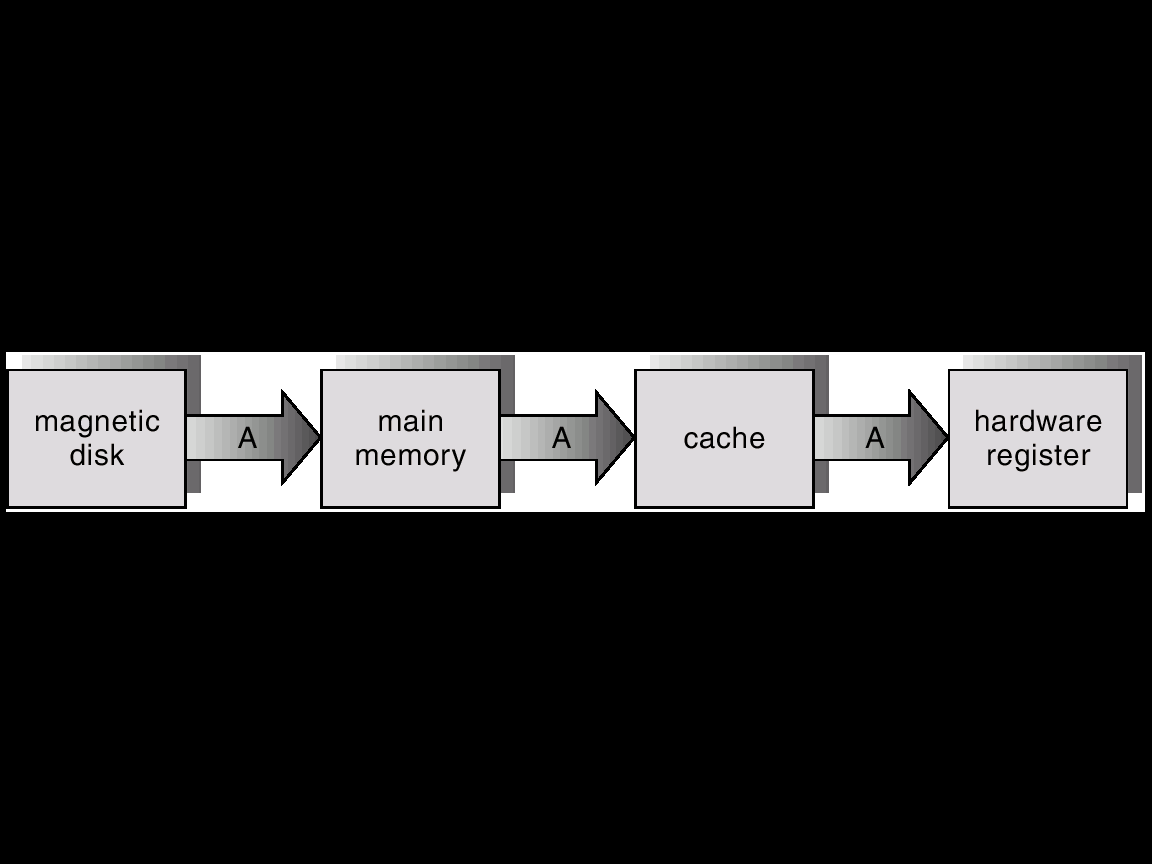 magnetic
disk
A
main
memory
A
cache
A
hardware
register